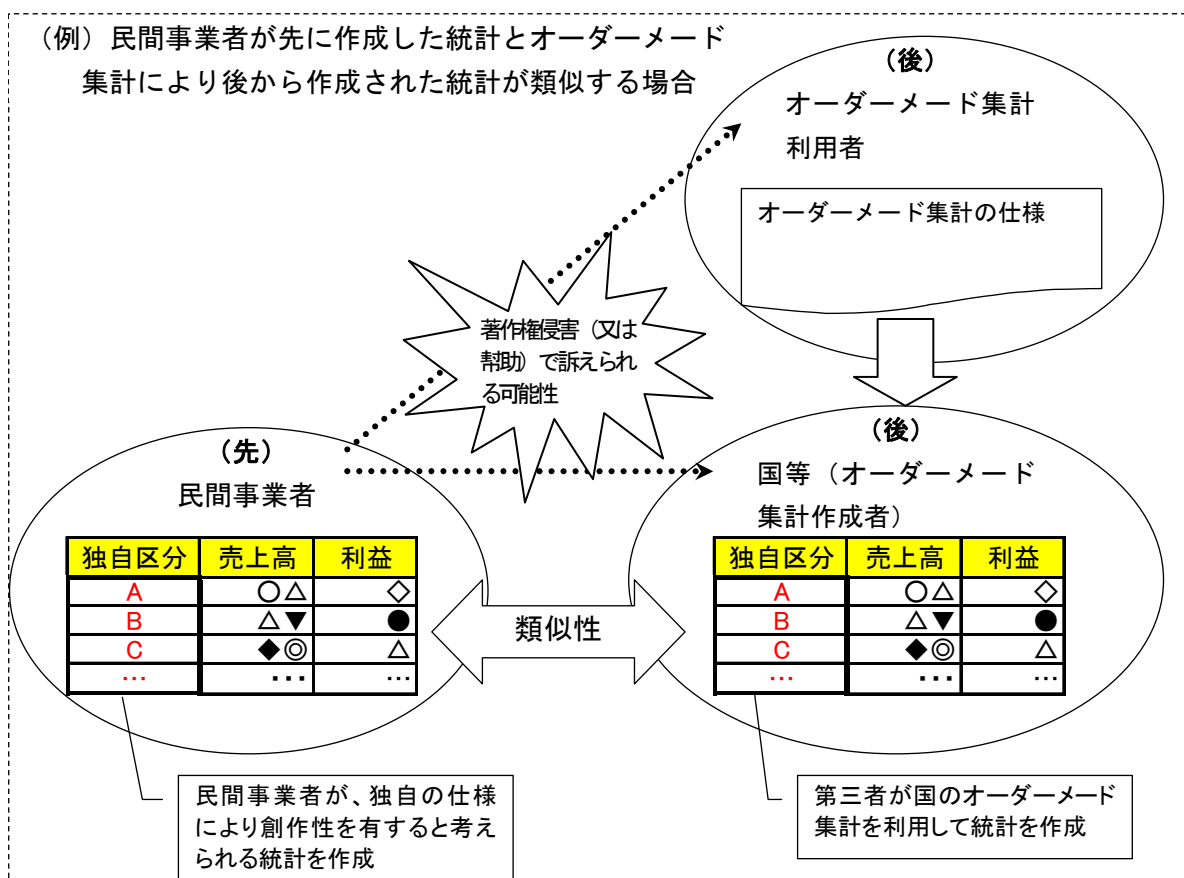 （例）民間事業者が先に作成した統計とオーダーメード
集計により後から作成された統計が類似する場合
（後）
オーダーメード集計
利用者
オーダーメード集計の仕様
著作権侵害（又は
幇助）で訴えられ
る可能性
（先）
民間事業者
独自区分 売上高 利益
A ○△ ◇
B △▼ ●
C ◆◎ △
… … …
類似性
（後）
国等（オーダーメード
集計作成者）
独自区分 売上高 利益
A ○△ ◇
B △▼ ●
C ◆◎ △
… … …
民間事業者が、独自の仕様
により創作性を有すると考え
られる統計を作成
第三者が国のオーダーメード
集計を利用して統計を作成